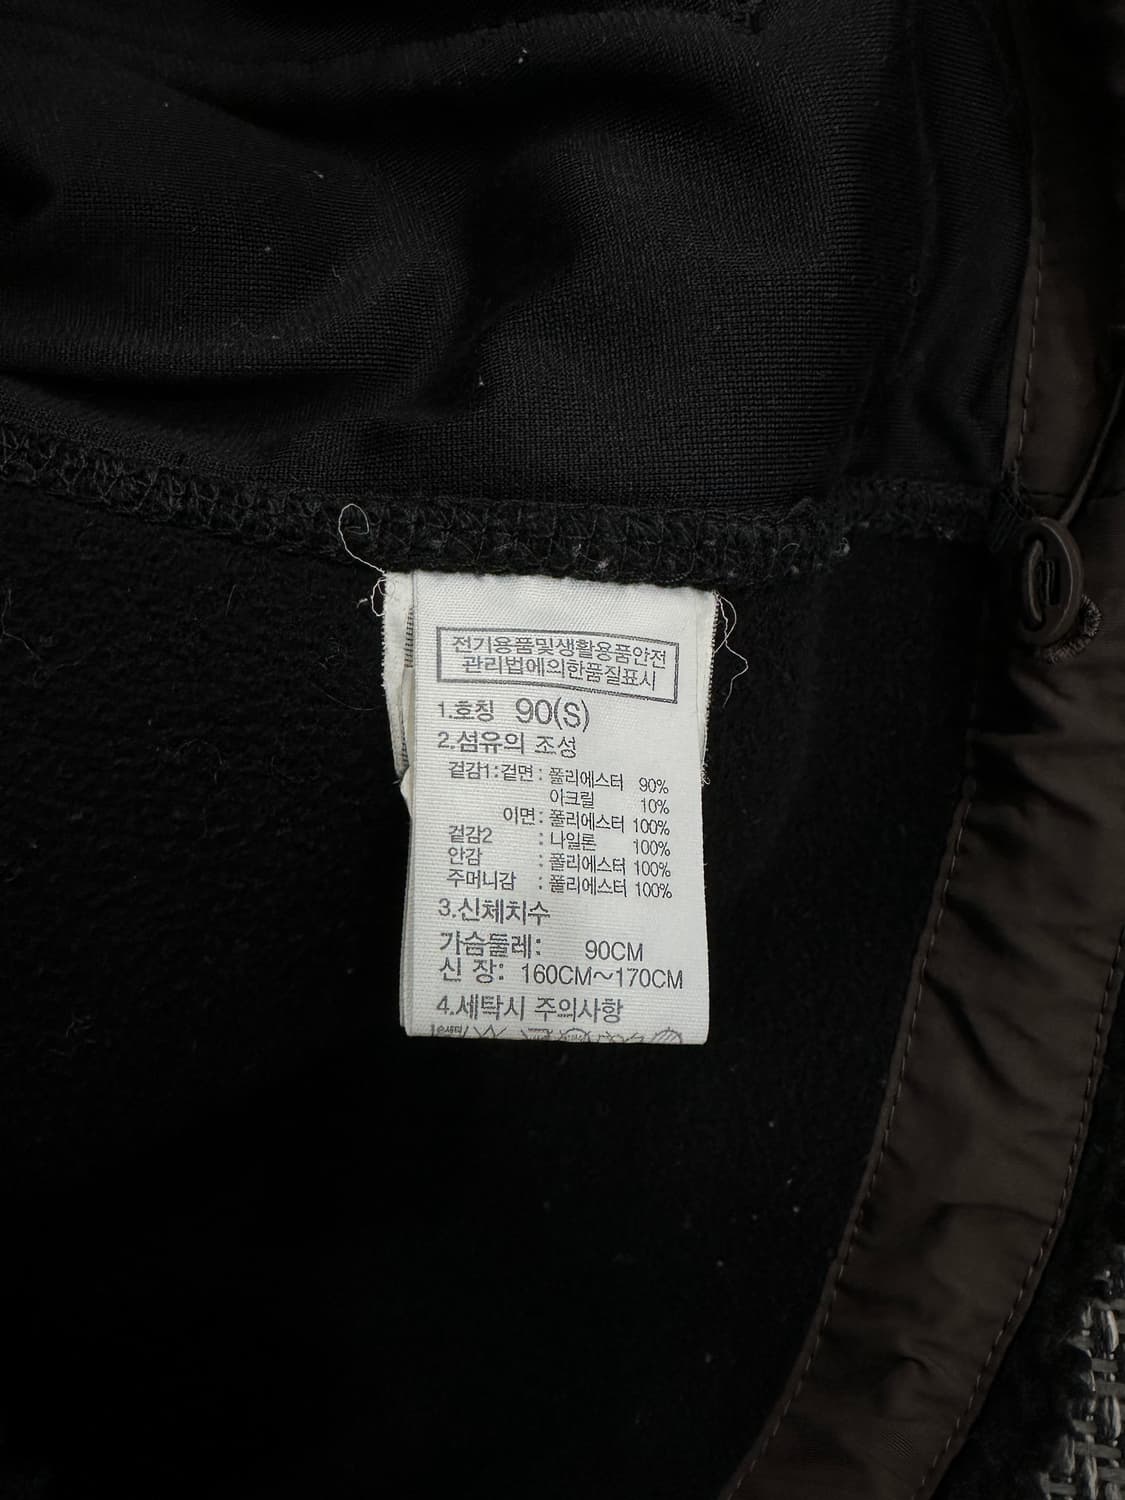 전기용품및생활용품안전
관리법에의한품질표시
1.호칭 90(S)
2.섬유의 조성
겉감1:겉면: 폴리에스터 90%
아크릴 10%
이면: 폴리에스터 100%
겉감2 : 나일론 100%
안감 : 폴리에스터 100%
주머니감 : 폴리에스터 100%
3.신체치수
가슴둘레: 90CM
신 장: 160CM~170CM
4.세탁시 주의사항